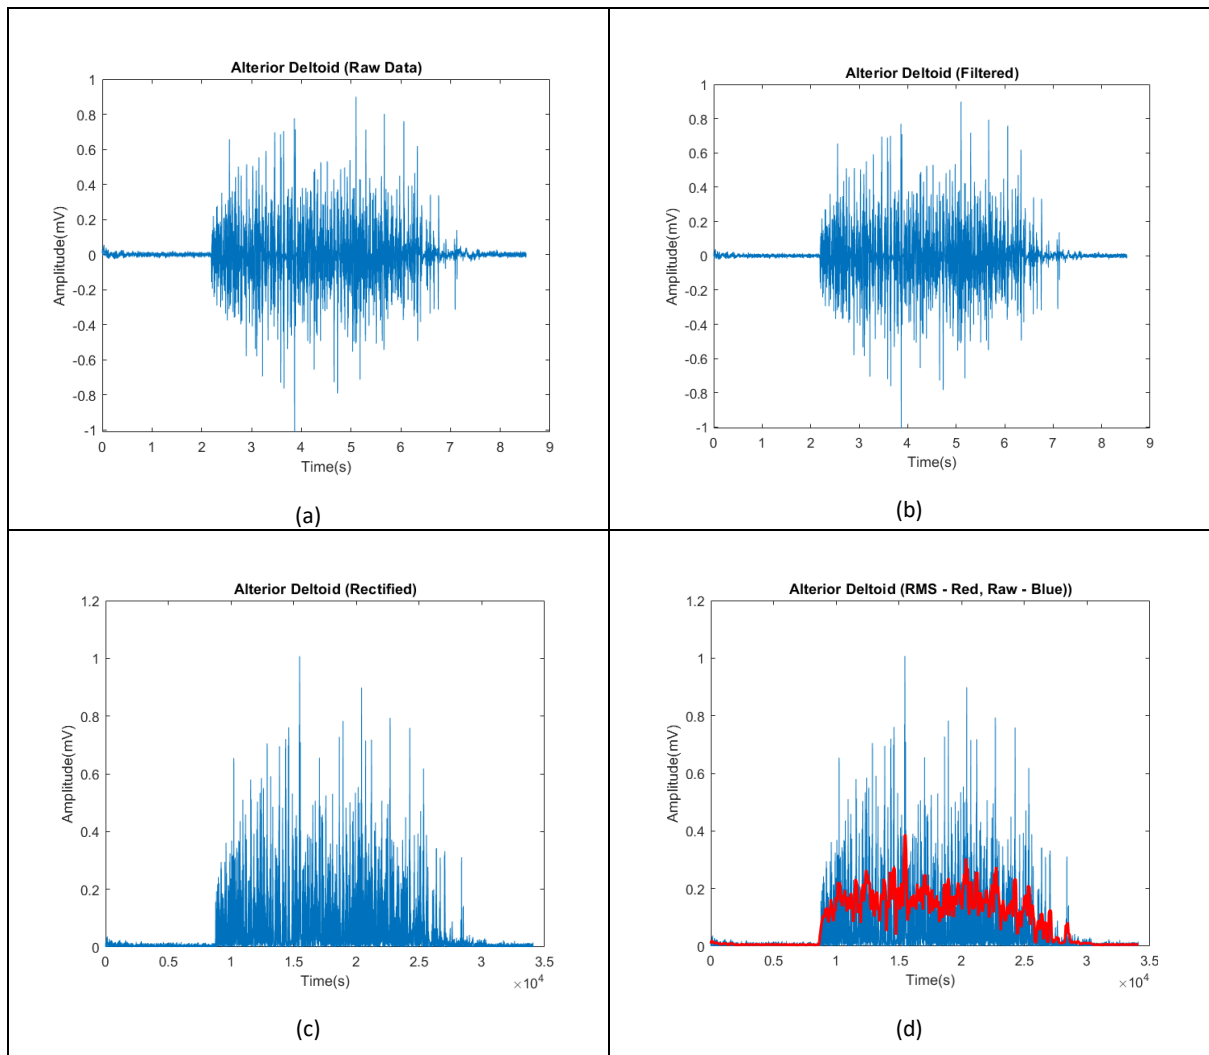 Alterior Deltoid (Raw Data)
1
0.8
0.6
0.4
0.2
0
-0.2
-0.4
-0.6
-0.8
-1
Amplitude(mV)
0 1 2 3 4 5 6 7 8 9
Time(s)
(a)
Alterior Deltoid (Filtered)
1
0.8
0.6
0.4
0.2
0
-0.2
-0.4
-0.6
-0.8
-1
Amplitude(mV)
0 1 2 3 4 5 6 7 8 9
Time(s)
(b)
Alterior Deltoid (Rectified)
1.2
1
0.8
0.6
0.4
0.2
0
Amplitude(mV)
0 0.5 1 1.5 2 2.5 3 3.5
Time(s)
×10⁴
(c)
Alterior Deltoid (RMS - Red, Raw - Blue))
1.2
1
0.8
0.6
0.4
0.2
0
Amplitude(mV)
0 0.5 1 1.5 2 2.5 3 3.5
Time(s)
×10⁴
(d)